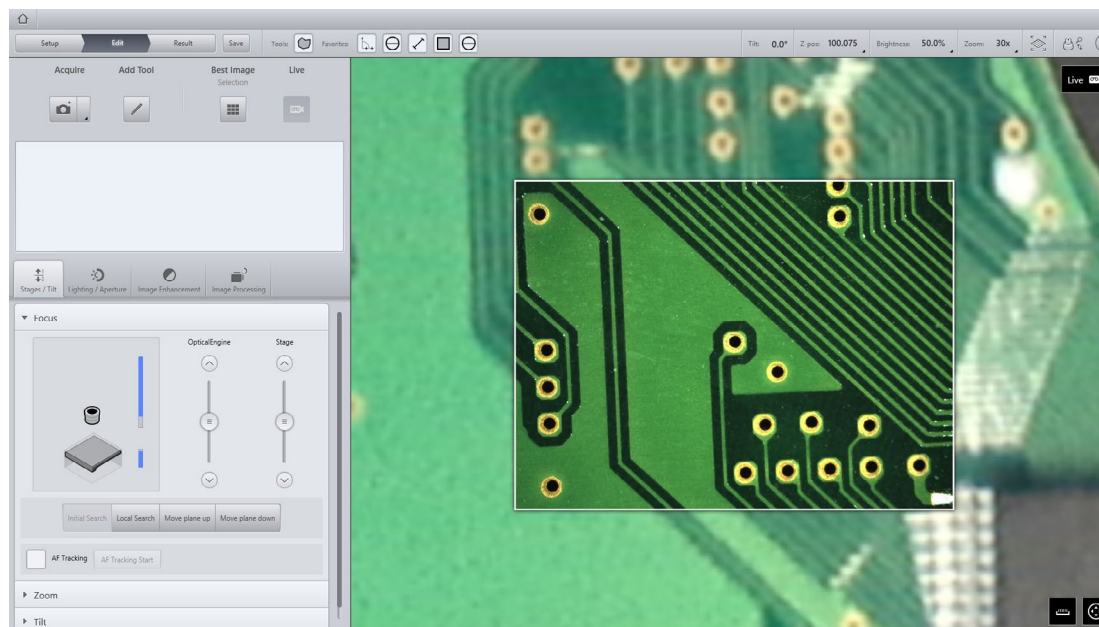 Setup Edit Result Save Tools: Favorites: Tilt: 0.0° Z pos: 100.075 Brightness: 50.0% Zoom: 30x
Acquire Add Tool Best Image Live
Selection
Live
Stages / Tilt Lighting / Aperture Image Enhancement Image Processing
Focus
OpticalEngine Stage
Initial Search Local Search Move plane up Move plane down
AF Tracking AF Tracking Start
Zoom
Tilt